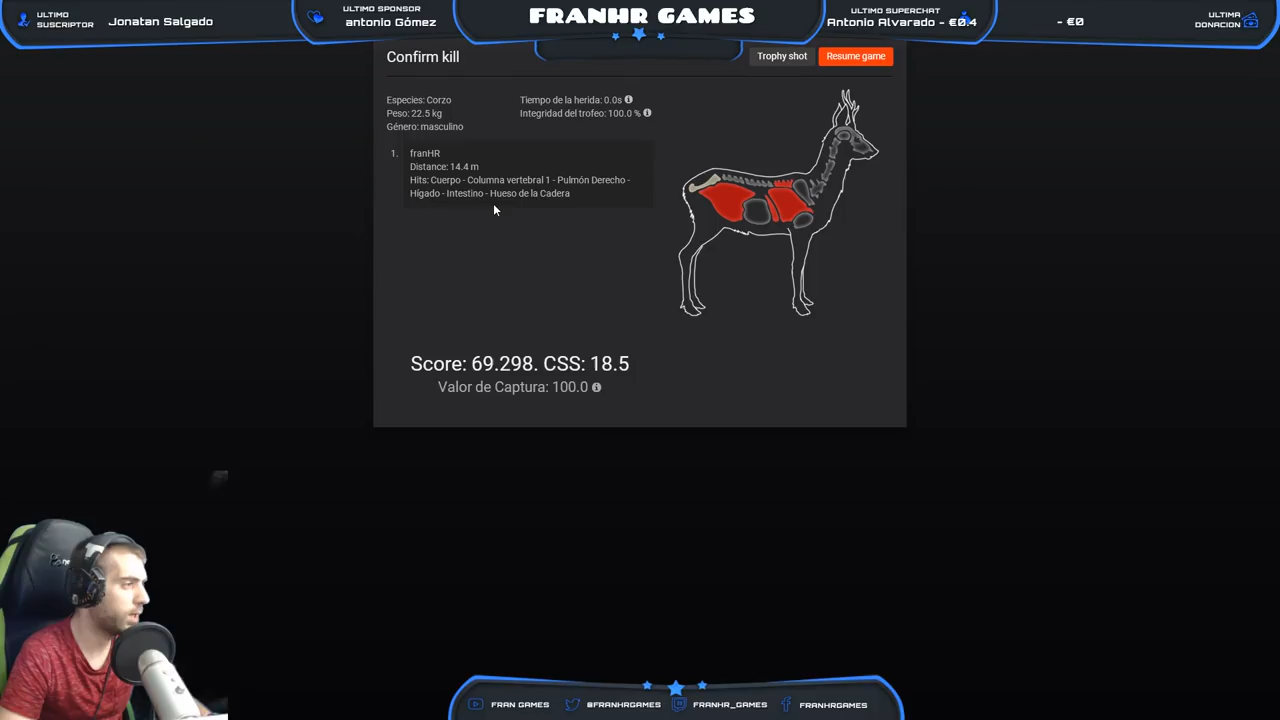 ULTIMO
SUSCRIPTOR
Jonatan Salgado
ULTIMO SPONSOR
antonio Gómez
FRANHR GAMES
ULTIMO SUPERCHAT
Antonio Alvarado - €0.4
- €0
ULTIMA
DONACION
Confirm kill
Trophy shot
Resume game
Especies: Corzo
Peso: 22.5 kg
Género: masculino
Tiempo de la herida: 0.0s
Integridad del trofeo: 100.0 %
1. franHR
Distance: 14.4 m
Hits: Cuerpo - Columna vertebral 1 - Pulmón Derecho -
Hígado - Intestino - Hueso de la Cadera
Score: 69.298. CSS: 18.5
Valor de Captura: 100.0
FRAN GAMES
@FRANHRGAMES
FRANHR_GAMES
FRANHRGAMES